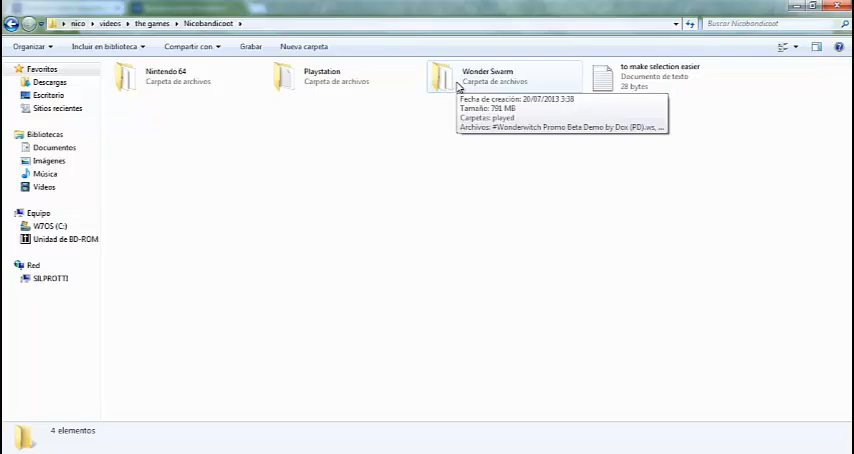 nico ▸ videos ▸ the games ▸ Nicobandicoot ▸
Buscar Nicobandicoot
Organizar
Incluir en biblioteca
Compartir con
Grabar
Nueva carpeta
Favoritos
Descargas
Escritorio
Sitios recientes
Bibliotecas
Documentos
Imágenes
Música
Vídeos
Equipo
W7OS (C:)
Unidad de BD-ROM
Red
SILPROTTI
Nintendo 64
Carpeta de archivos
Playstation
Carpeta de archivos
Wonder Swarm
Carpeta de archivos
to make selection easier
Documento de texto
28 bytes
Fecha de creación: 20/07/2013 3:38
Tamaño: 791 MB
Carpetas: played
Archivos: #Wonderwitch Promo Beta Demo by Dox (PD).ws, ...
4 elementos